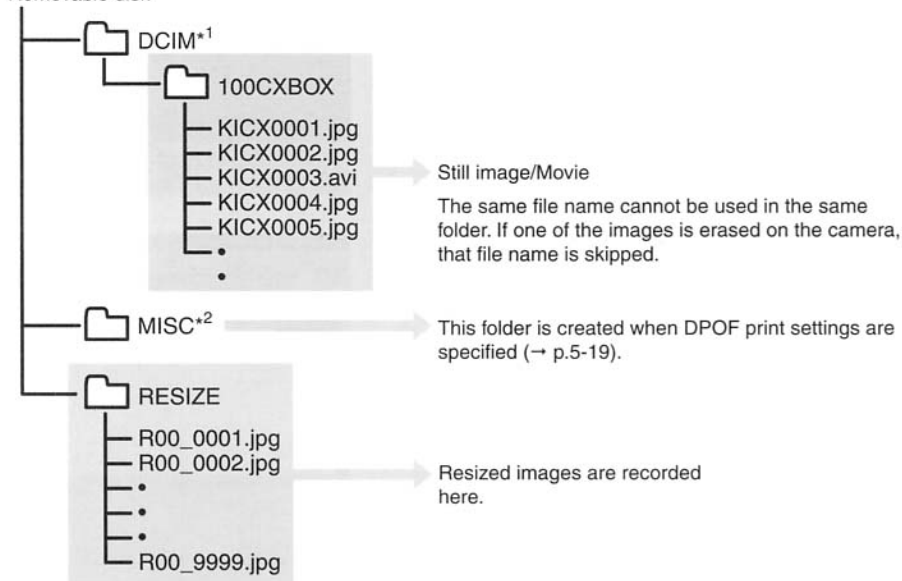 DCIM*1
100CXBOX
KICX0001.jpg
KICX0002.jpg
KICX0003.avi
KICX0004.jpg
KICX0005.jpg
Still image/Movie
The same file name cannot be used in the same
folder. If one of the images is erased on the camera,
that file name is skipped.
MISC*2
This folder is created when DPOF print settings are
specified (→ p.5-19).
RESIZE
R00_0001.jpg
R00_0002.jpg
Resized images are recorded
here.
R00_9999.jpg